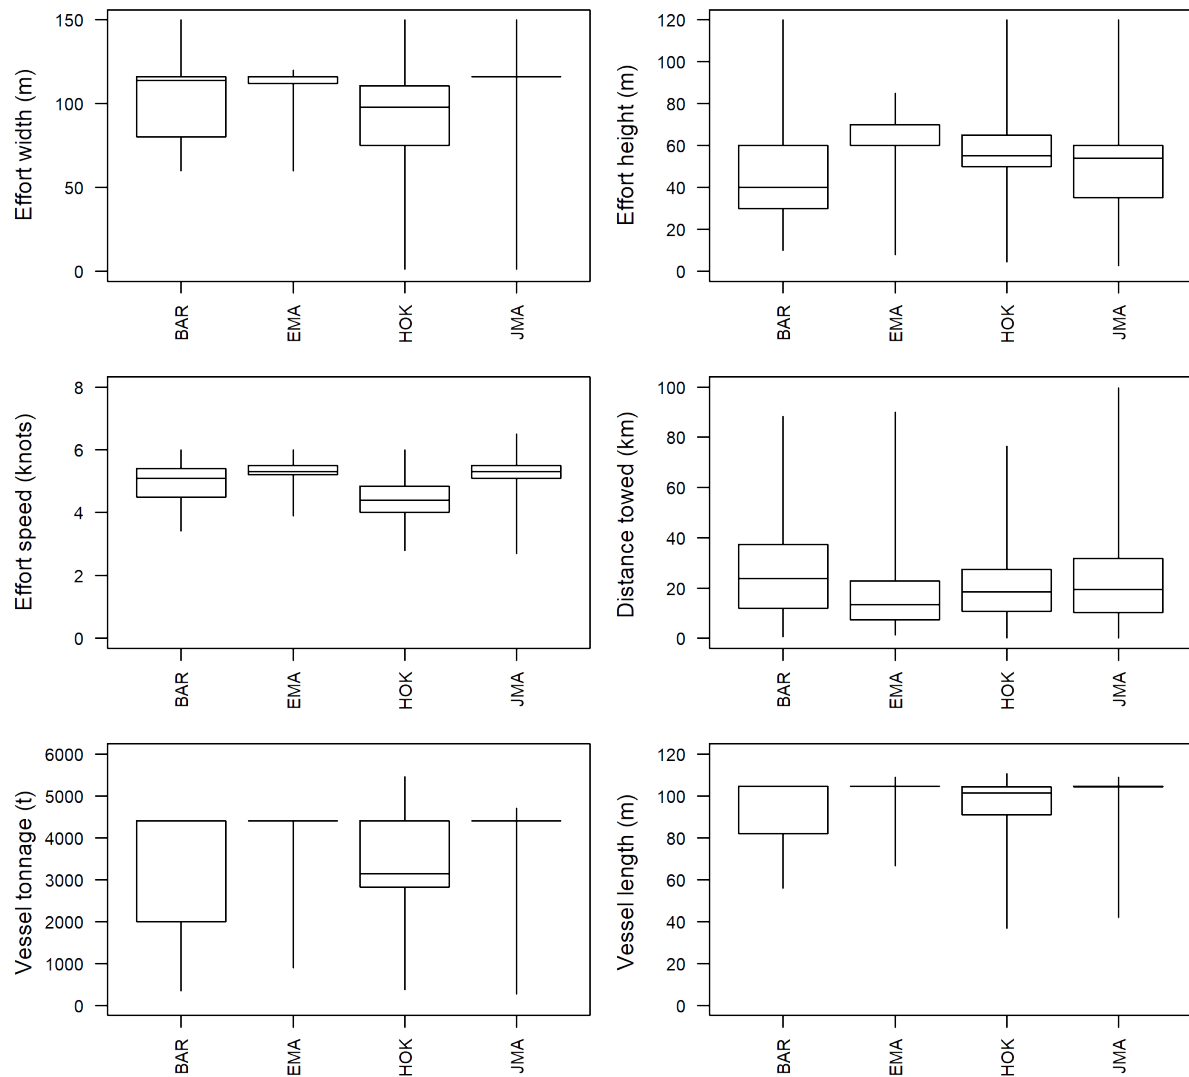 Effort width (m)
150
100
50
0
BAR
EMA
HOK
JMA
Effort height (m)
120
100
80
60
40
20
0
BAR
EMA
HOK
JMA
Effort speed (knots)
8
6
4
2
0
BAR
EMA
HOK
JMA
Distance towed (km)
100
80
60
40
20
0
BAR
EMA
HOK
JMA
Vessel tonnage (t)
6000
5000
4000
3000
2000
1000
0
BAR
EMA
HOK
JMA
Vessel length (m)
120
100
80
60
40
20
0
BAR
EMA
HOK
JMA